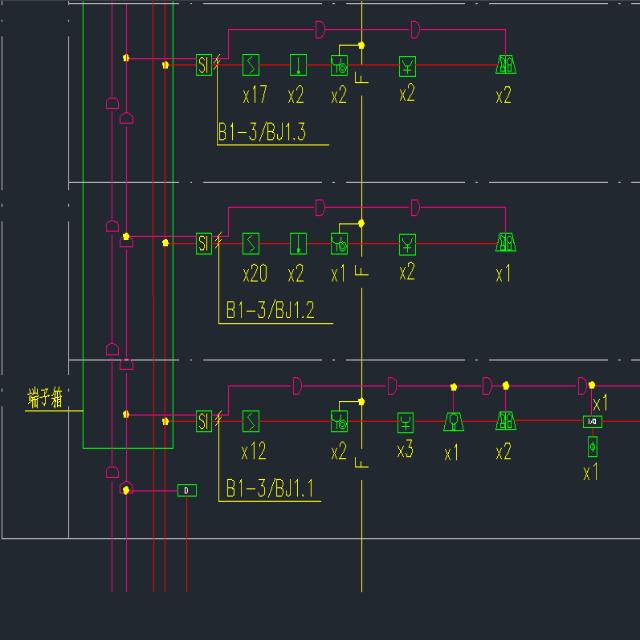 D D
SI
F
x17 x2 x2 x2 x2
B1-3/BJ1.3
D D
SI
F
x20 x2 x1 x2 x1
B1-3/BJ1.2
D D D D
端子箱
x1
SI
I/O
x12 x2 x3 x1 x2
F
x1
B1-3/BJ1.1
D